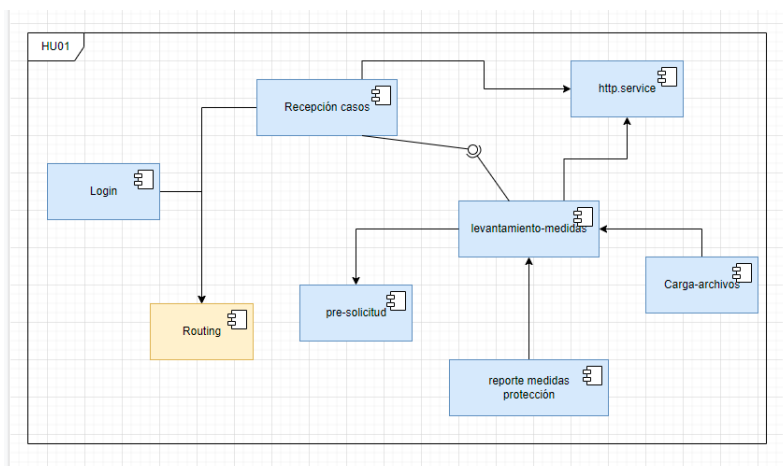 HU01
Recepción casos
http.service
Login
levantamiento-medidas
Carga-archivos
pre-solicitud
Routing
reporte medidas
protección